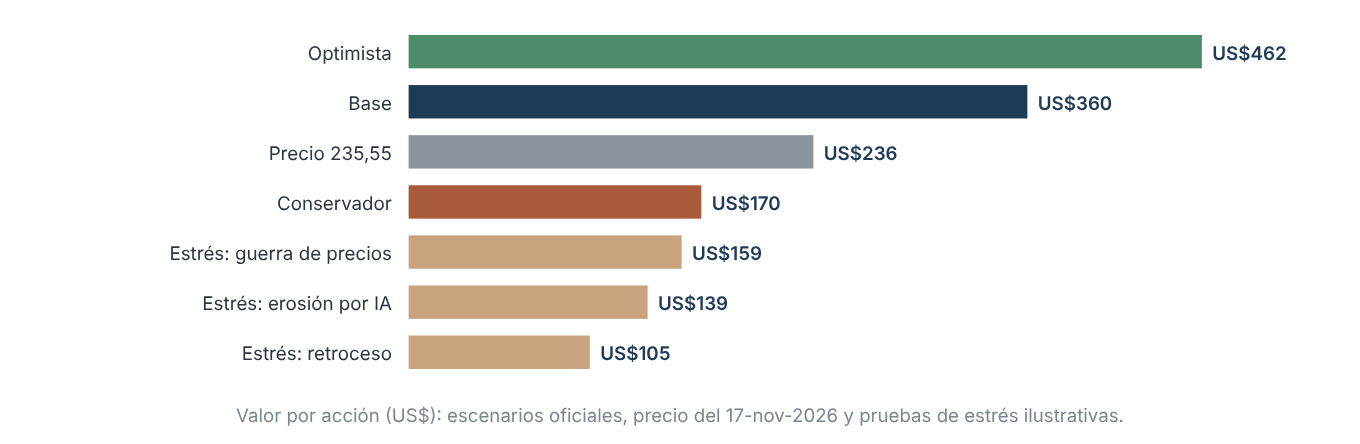 Optimista US$462
Base US$360
Precio 235,55 US$236
Conservador US$170
Estrés: guerra de precios US$159
Estrés: erosión por IA US$139
Estrés: retroceso US$105
Valor por acción (US$): escenarios oficiales, precio del 17-nov-2026 y pruebas de estrés ilustrativas.